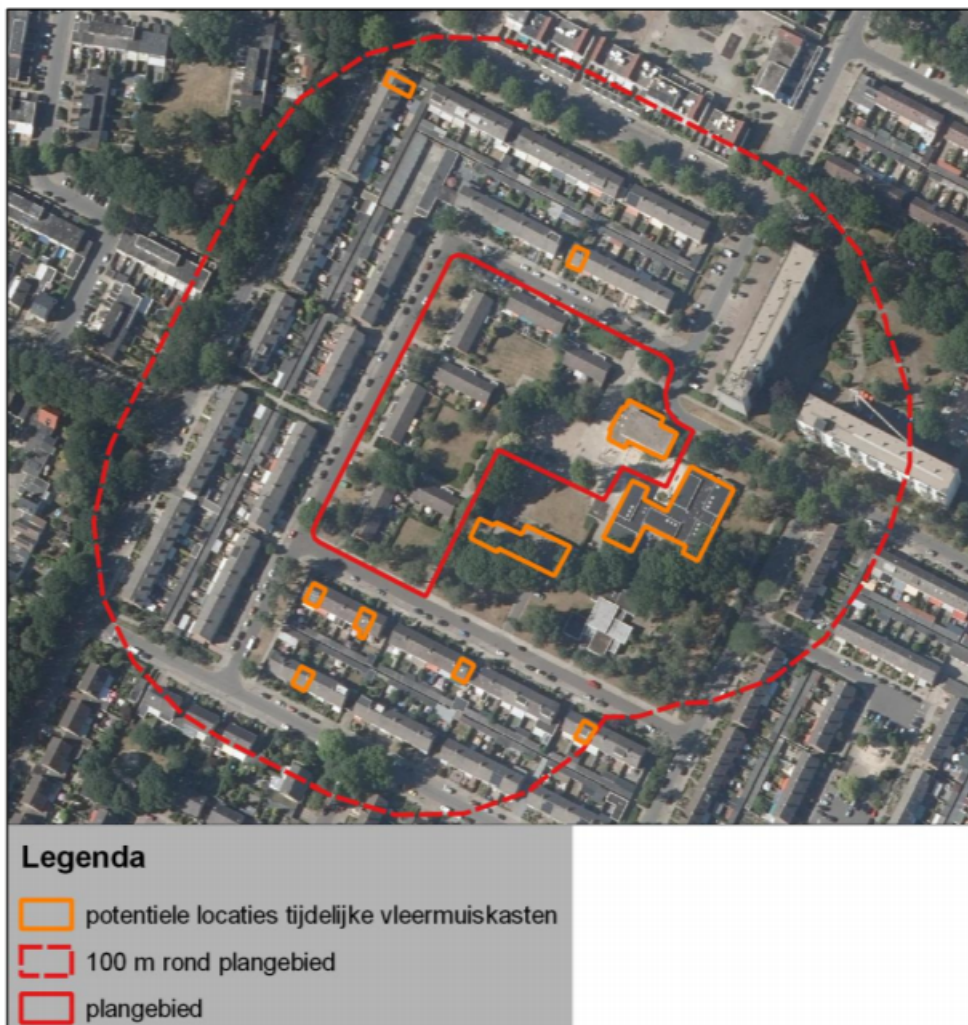 Legenda
potentiele locaties tijdelijke vleermuiskasten
100 m rond plangebied
plangebied